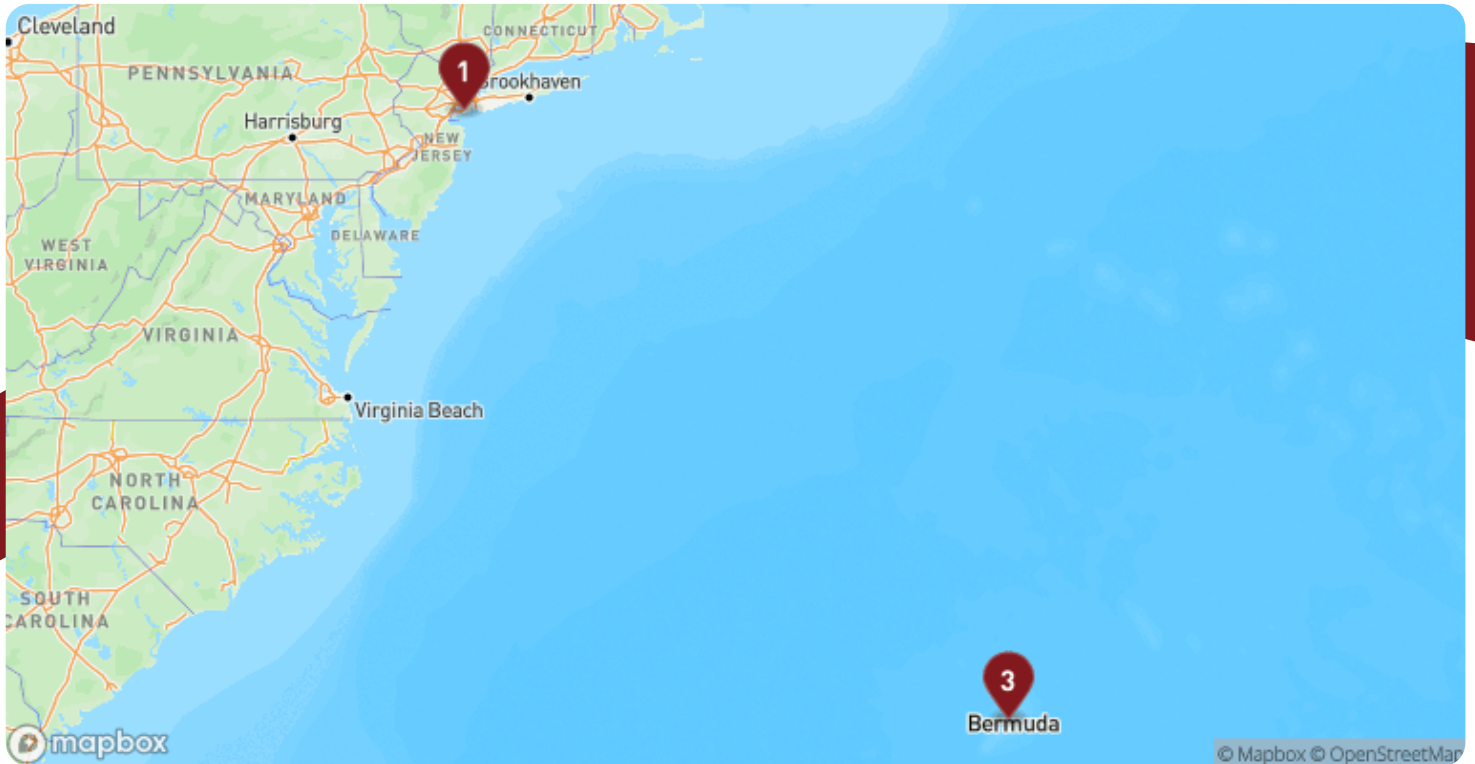 Cleveland
CONNECTICUT
PENNSYLVANIA
1
Brookhaven
Harrisburg
NEW
JERSEY
MARYLAND
DELAWARE
WEST
VIRGINIA
VIRGINIA
Virginia Beach
NORTH
CAROLINA
SOUTH
CAROLINA
3
Bermuda
mapbox
© Mapbox © OpenStreetMap